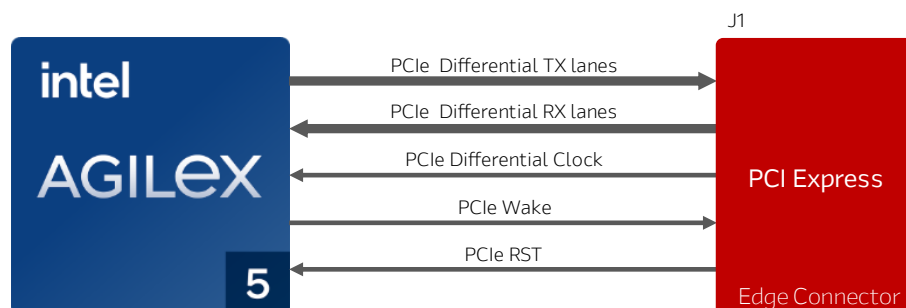 J1
intel
AGILEX
5
PCIe Differential TX lanes
PCIe Differential RX lanes
PCIe Differential Clock
PCIe Wake
PCIe RST
PCI Express
Edge Connector